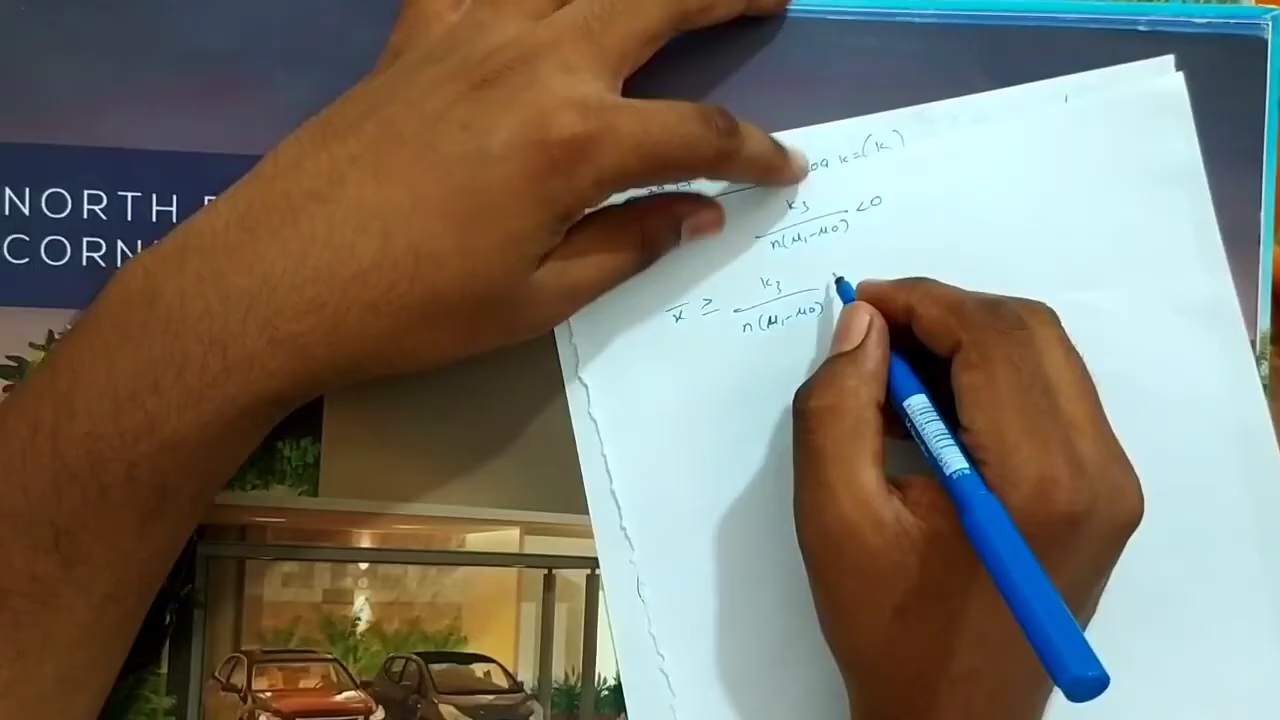 NORTH
CORN
log k = (k)
k3 / n(μ1-μ0) <0
x̄ ≥ k3 / n(μ1-μ0)